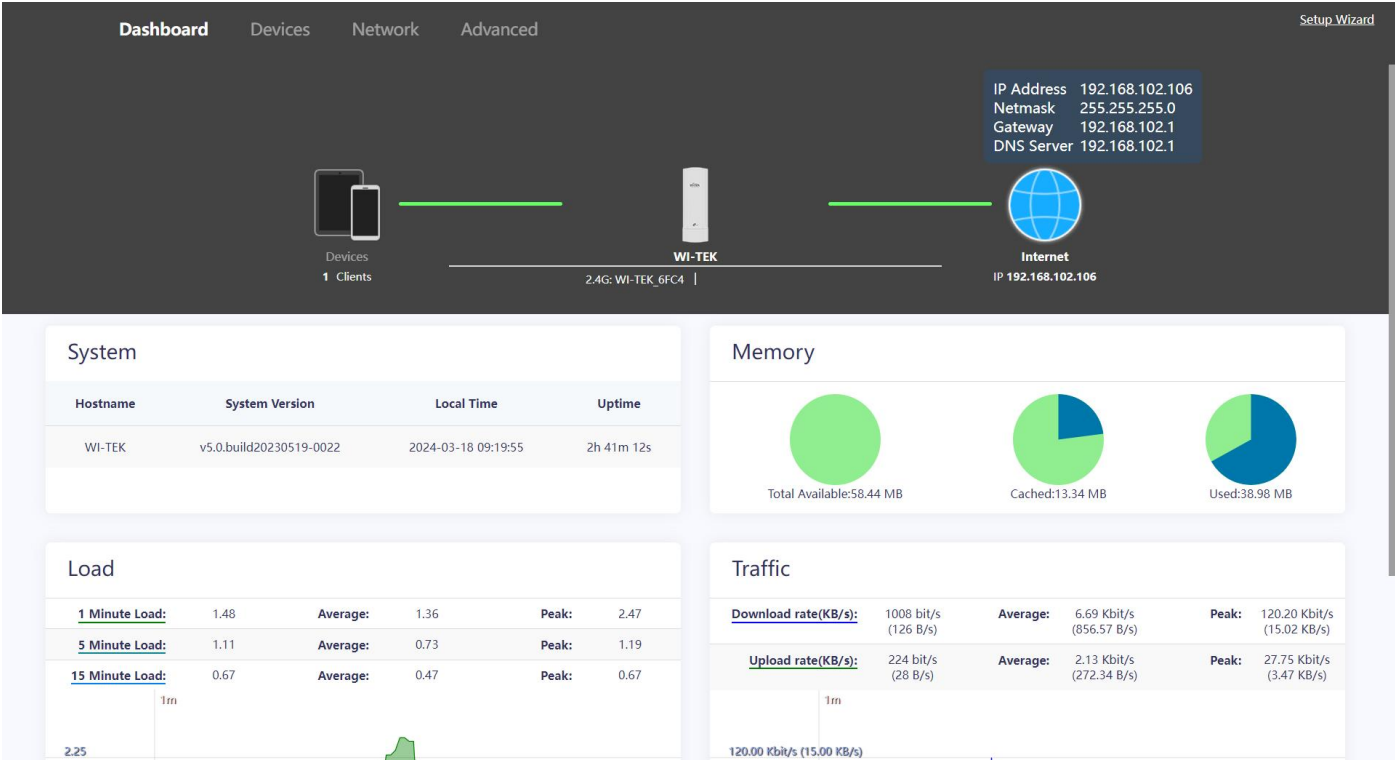 Dashboard Devices Network Advanced
Setup Wizard
IP Address 192.168.102.106
Netmask 255.255.255.0
Gateway 192.168.102.1
DNS Server 192.168.102.1
Devices
1 Clients
WI-TEK
2.4G: WI-TEK_6FC4 |
Internet
IP 192.168.102.106
System
Hostname System Version Local Time Uptime
WI-TEK v5.0.build20230519-0022 2024-03-18 09:19:55 2h 41m 12s
Memory
Total Available:58.44 MB Cached:13.34 MB Used:38.98 MB
Load
1 Minute Load: 1.48 Average: 1.36 Peak: 2.47
5 Minute Load: 1.11 Average: 0.73 Peak: 1.19
15 Minute Load: 0.67 Average: 0.47 Peak: 0.67
1m
2.25
Traffic
Download rate(KB/s): 1008 bit/s Average: 6.69 Kbit/s Peak: 120.20 Kbit/s
(126 B/s) (856.57 B/s) (15.02 KB/s)
Upload rate(KB/s): 224 bit/s Average: 2.13 Kbit/s Peak: 27.75 Kbit/s
(28 B/s) (272.34 B/s) (3.47 KB/s)
1m
120.00 Kbit/s (15.00 KB/s)